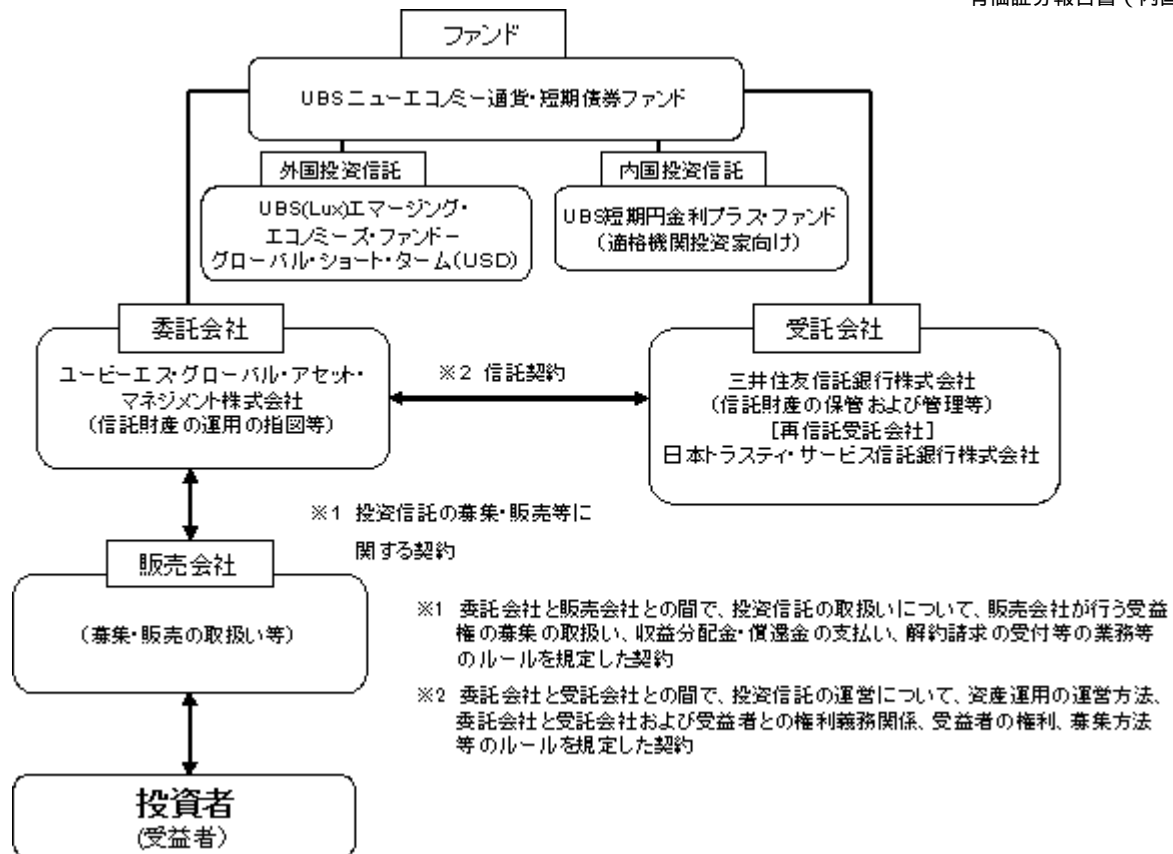 有価証券報告書(内国
ファンド
UBSニューエコノミー通貨・短期債券ファンド
外国投資信託
内国投資信託
UBS(Lux)エマージング・
エコノミーズ・ファンドー
グローバル・ショート・ターム(USD)
UBS短期円金利プラス・ファンド
(適格機関投資家向け)
委託会社
受託会社
ユービーエス・グローバル・アセット・
マネジメント株式会社
(信託財産の運用の指図等)
※2 信託契約
三井住友信託銀行株式会社
(信託財産の保管および管理等)
[再信託受託会社]
日本トラスティ・サービス信託銀行株式会社
※1 投資信託の募集・販売等に
関する契約
販売会社
(募集・販売の取扱い等)
※1 委託会社と販売会社との間で、投資信託の取扱いについて、販売会社が行う受益
権の募集の取扱い、収益分配金・償還金の支払い、解約請求の受付等の業務等
のルールを規定した契約
※2 委託会社と受託会社との間で、投資信託の運営について、資産運用の運営方法、
委託会社と受託会社および受益者との権利義務関係、受益者の権利、募集方法
等のルールを規定した契約
投資者
(受益者)